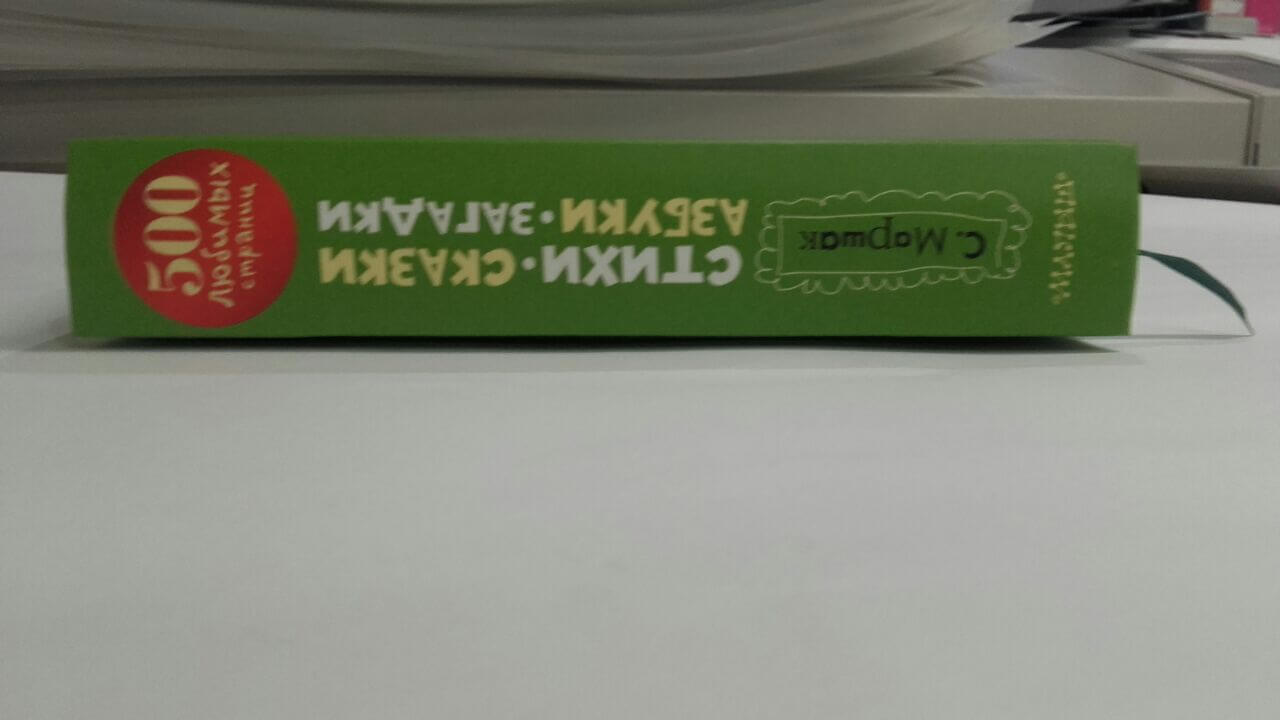 С. Маршак
СТИХИ·СКАЗКИ
АЗБУКИ·ЗАГАДКИ
500
любимых
страниц